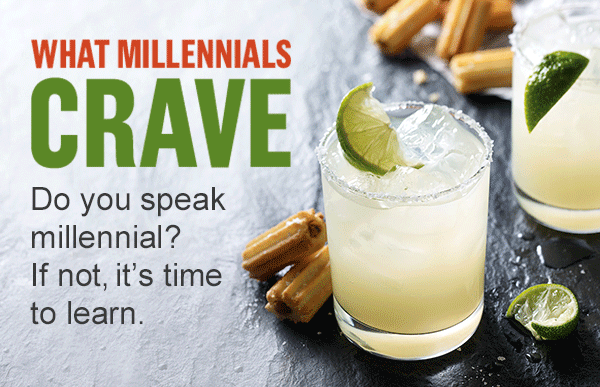 WHAT MILLENNIALS
CRAVE
Do you speak
millennial?
If not, it's time
to learn.